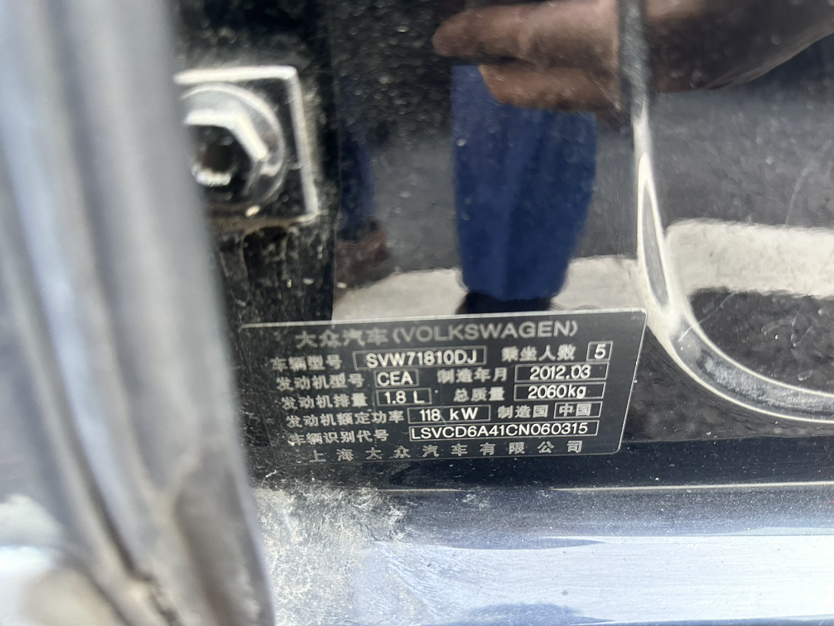 大众汽车(VOLKSWAGEN)
车辆型号 SVW71810DJ 乘坐人数 5
发动机型号 CEA 制造年月 2012.03
发动机排量 1.8 L 总质量 2060kg
发动机额定功率 118 kW 制造国 中国
车辆识别代号 LSVCD6A41CN060315
上海大众汽车有限公司